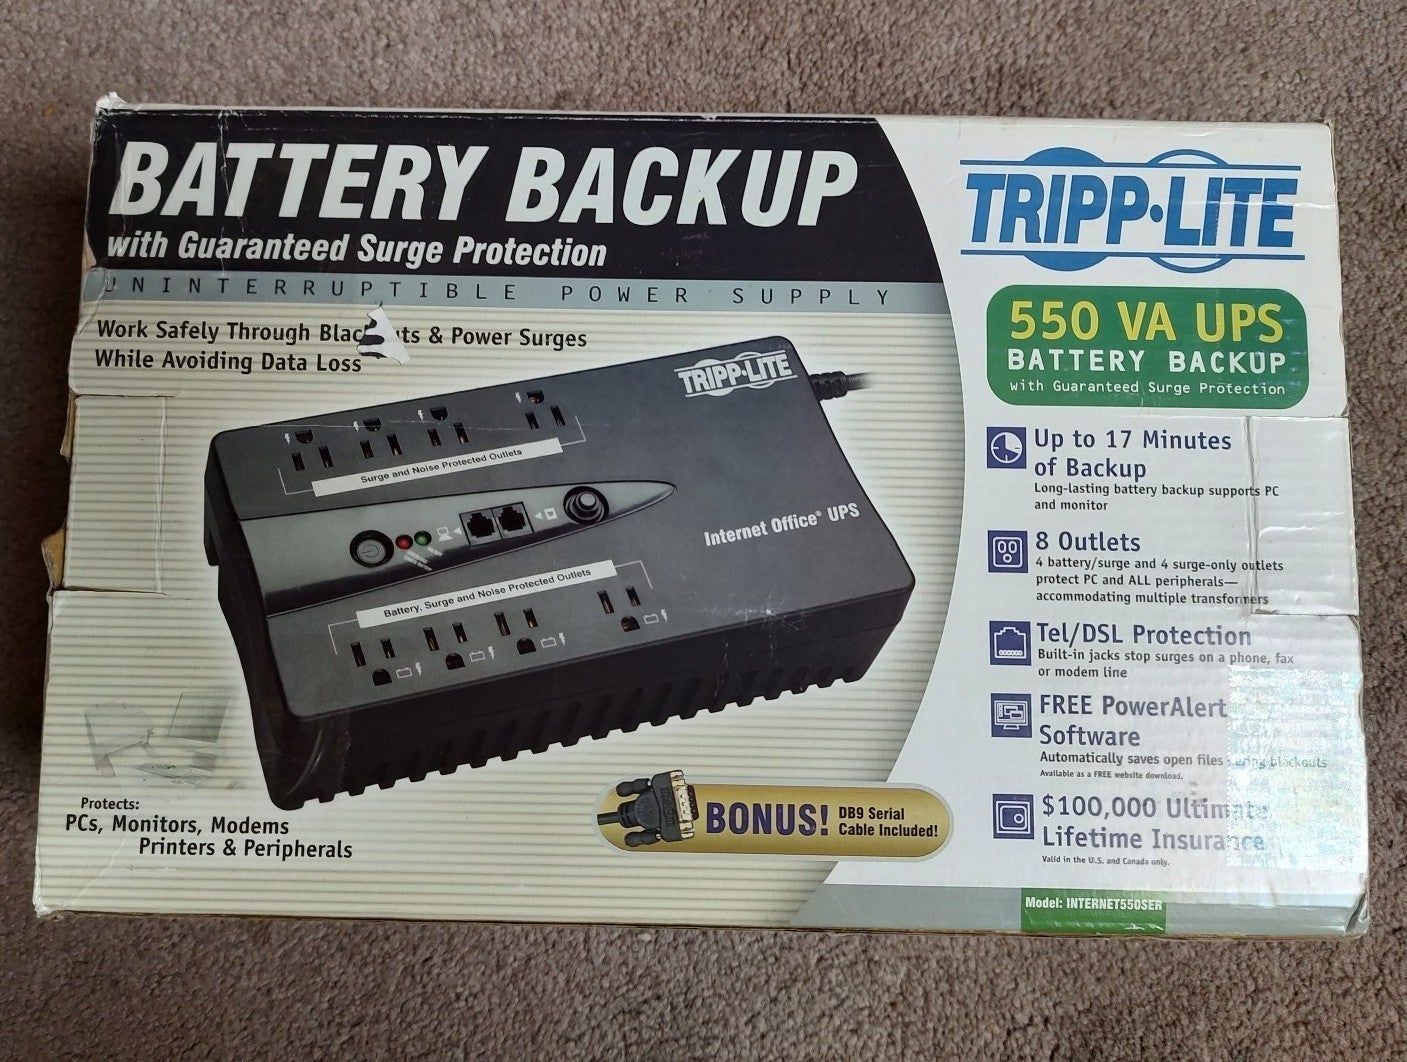 BATTERY BACKUP
with Guaranteed Surge Protection
UNINTERRUPTIBLE POWER SUPPLY
Work Safely Through Blac ts & Power Surges
While Avoiding Data Loss
TRIPP·LITE
Surge and Noise Protected Outlets
Internet Office® UPS
Battery, Surge and Noise Protected Outlets
Protects:
PCs, Monitors, Modems
Printers & Peripherals
BONUS!
DB9 Serial
Cable Included!
TRIPP·LITE
550 VA UPS
BATTERY BACKUP
with Guaranteed Surge Protection
Up to 17 Minutes
of Backup
Long-lasting battery backup supports PC
and monitor
8 Outlets
4 battery/surge and 4 surge-only outlets
protect PC and ALL peripherals—
accommodating multiple transformers
Tel/DSL Protection
Built-in jacks stop surges on a phone, fax
or modem line
FREE PowerAlert
Software
Automatically saves open files during blackouts
Available as a FREE website download.
$100,000 Ultimate
Lifetime Insurance
Valid in the U.S. and Canada only.
Model: INTERNET550SER